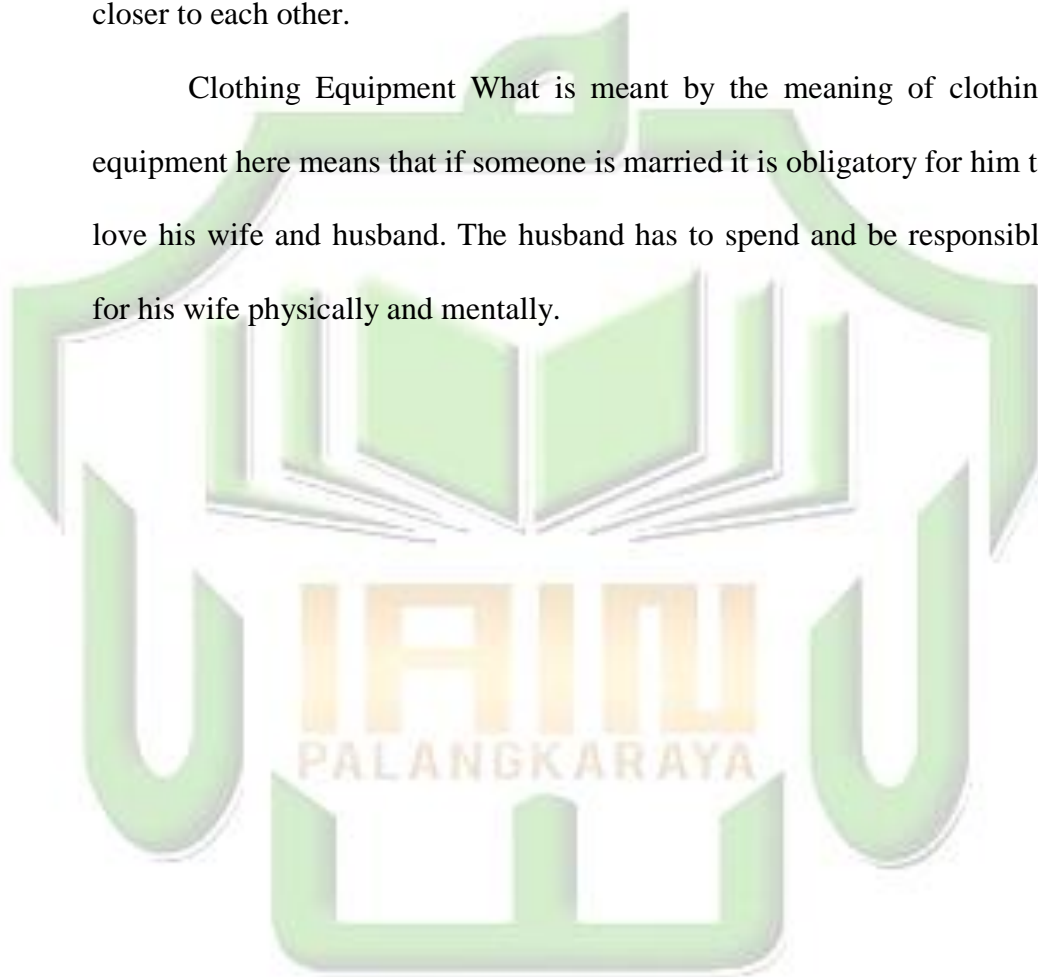 closer to each other.
Clothing Equipment What is meant by the meaning of clothin
equipment here means that if someone is married it is obligatory for him t
love his wife and husband. The husband has to spend and be responsibl
for his wife physically and mentally.
IAIN
PALANGKARAYA